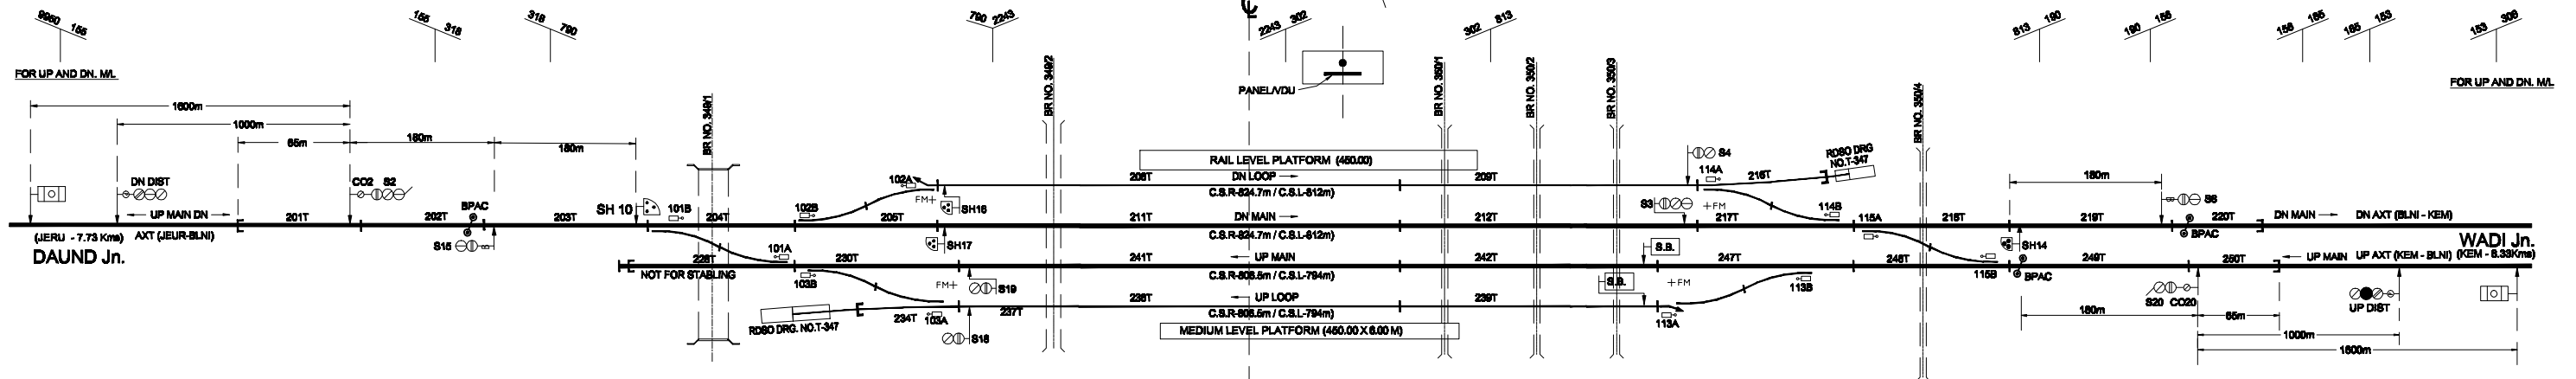 9960 155
155 318
318 790
790 2243
2243 302
302 813
813 190
190 156
156 165
165 153
153 309
FOR UP AND DN. M/L
FOR UP AND DN. M/L
PANEL/VDU
BR NO. 349/1
BR NO. 349/2
BR NO. 350/1
BR NO. 350/2
BR NO. 350/3
BR NO. 350/4
1600m
1000m
65m
180m
180m
RAIL LEVEL PLATFORM (450.00)
S4
RDSO DRG
NO.T-347
180m
DN DIST
CO2 S2
BPAC
SH 10
101B
102A
102B
FM
SH16
206T
DN LOOP
209T
C.S.R-824.7m / C.S.L-812m
114A
216T
S3
FM
114B
115A
S6
BPAC
UP MAIN DN
201T
202T
203T
204T
205T
211T
DN MAIN
212T
217T
218T
219T
220T
DN MAIN
DN AXT (BLNI - KEM)
(JERU - 7.73 Kms)
AXT (JEUR-BLNI)
DAUND Jn.
S15
101A
SH17
C.S.R-824.7m / C.S.L-812m
S.B.
SH14
WADI Jn.
228T
230T
241T
UP MAIN
242T
247T
248T
249T
250T
UP MAIN
UP AXT (KEM - BLNI)
(KEM - 8.33Kms)
NOT FOR STABLING
103B
FM
S19
C.S.R-806.5m / C.S.L-794m
S.B.
FM
113B
115B
BPAC
RDSO DRG. NO.T-347
234T
103A
237T
238T
UP LOOP
239T
C.S.R-806.5m / C.S.L-794m
113A
S18
MEDIUM LEVEL PLATFORM (450.00 X 6.00 M)
S20 CO20
UP DIST
180m
65m
1000m
1600m